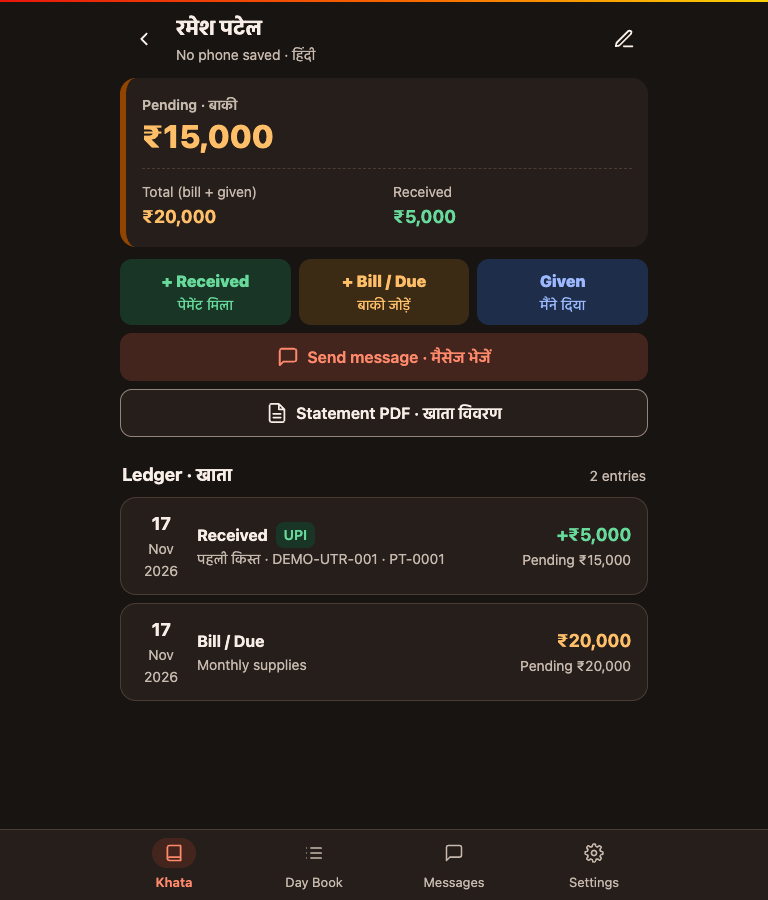 रमेश पटेल
No phone saved · हिंदी
Pending · बाकी
₹15,000
Total (bill + given)
₹20,000
Received
₹5,000
+ Received
पेमेंट मिला
+ Bill / Due
बाकी जोड़ें
Given
मैंने दिया
Send message · मैसेज भेजें
Statement PDF · खाता विवरण
Ledger · खाता
2 entries
17
Nov
2026
Received UPI
पहली किस्त · DEMO-UTR-001 · PT-0001
+₹5,000
Pending ₹15,000
17
Nov
2026
Bill / Due
Monthly supplies
₹20,000
Pending ₹20,000
Khata
Day Book
Messages
Settings